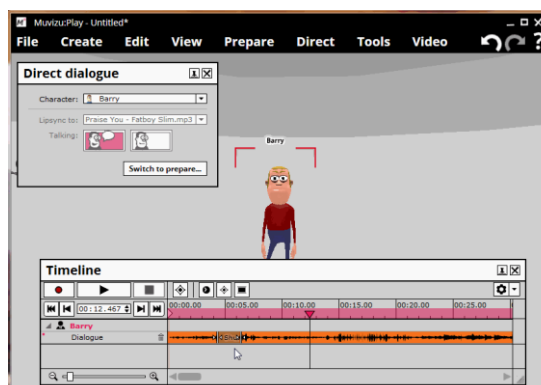 Muvizu:Play - Untitled*
File Create Edit View Prepare Direct Tools Video ?
Direct dialogue
Character: Barry
Lipsync to: Praise You - Fatboy Slim.mp3
Talking:
Switch to prepare...
Barry
Timeline
00:12.467 00:00.00 00:05.00 00:10.00 00:15.00 00:20.00 00:25.00
Barry
Dialogue